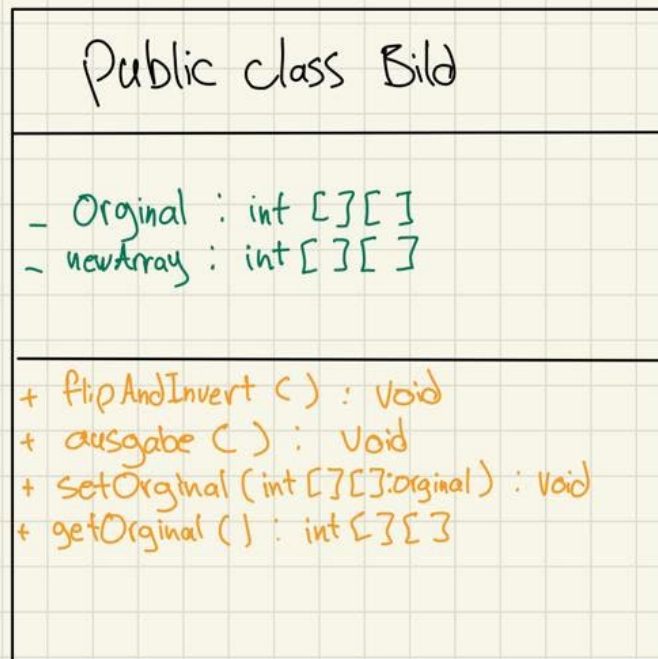 Public class Bild
- Orginal : int [][]
- newArray : int [][]
+ flipAndInvert () : Void
+ ausgabe () : Void
+ SetOrginal (int [][]:orginal) : Void
+ getOrginal () : int [][]